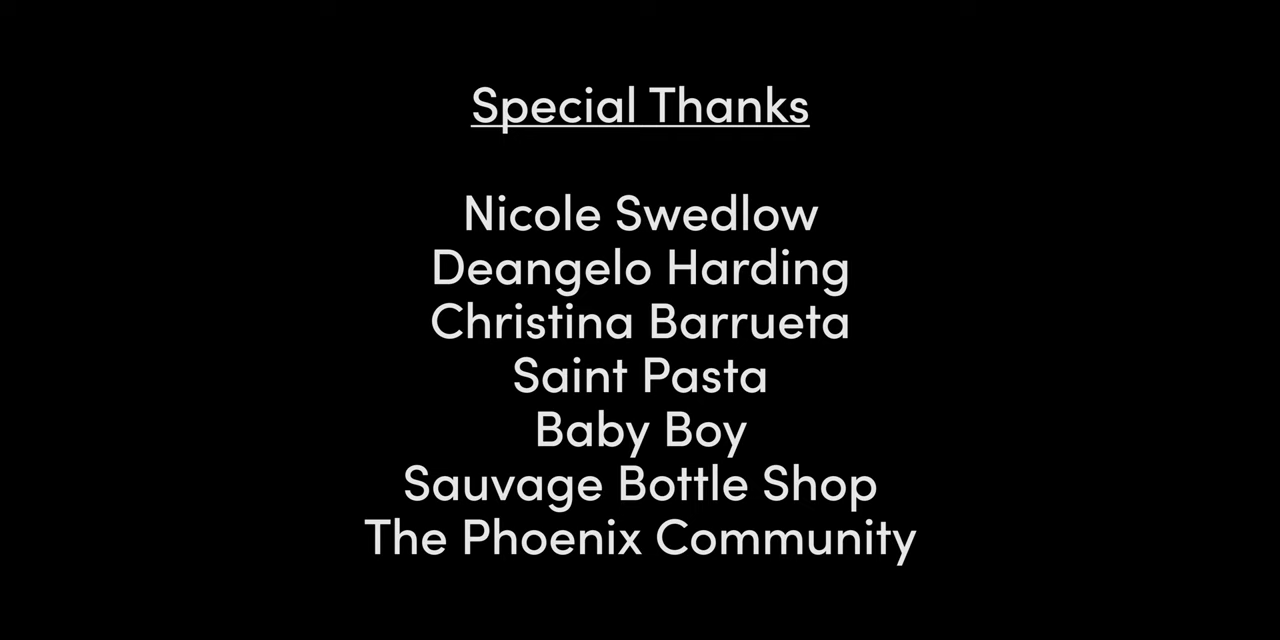 Special Thanks
Nicole Swedlow
Deangelo Harding
Christina Barrueta
Saint Pasta
Baby Boy
Sauvage Bottle Shop
The Phoenix Community